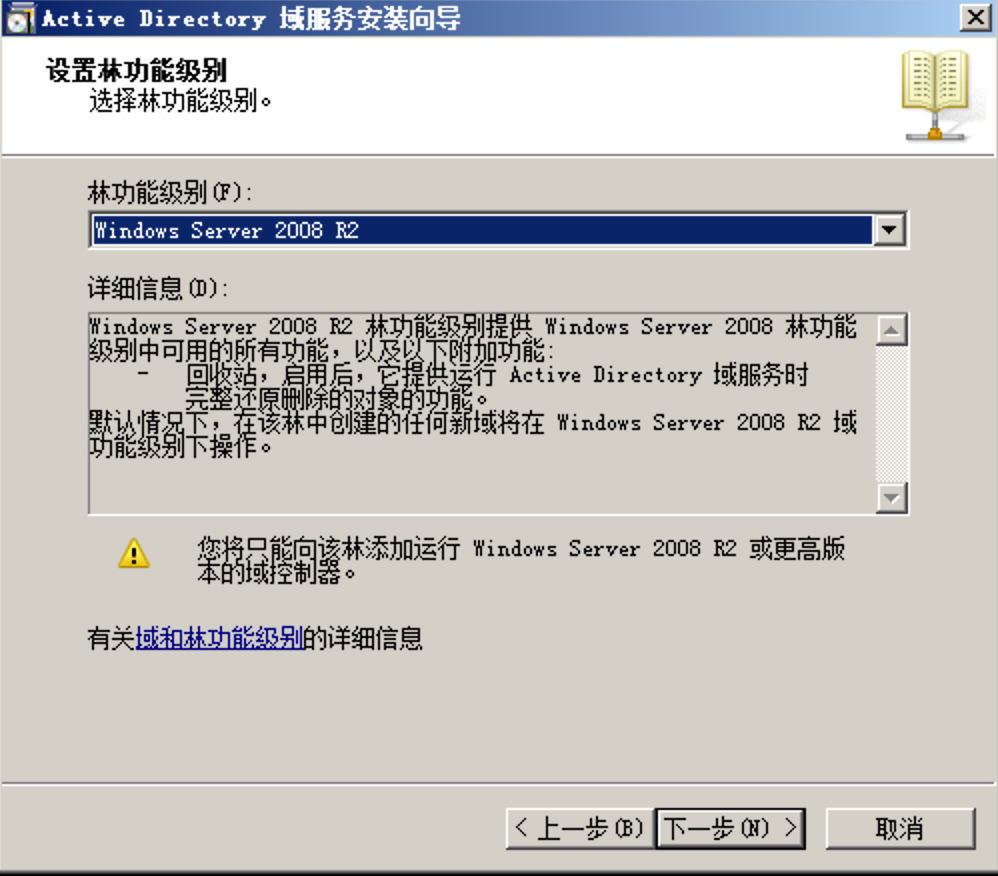 Active Directory 域服务安装向导
设置林功能级别
选择林功能级别。
林功能级别(F):
Windows Server 2008 R2
详细信息(D):
Windows Server 2008 R2 林功能级别提供 Windows Server 2008 林功能
级别中可用的所有功能，以及以下附加功能:
- 回收站，启用后，它提供运行 Active Directory 域服务时
完整还原删除的对象的功能。
默认情况下，在该林中创建的任何新域将在 Windows Server 2008 R2 域
功能级别下操作。
您将只能向该林添加运行 Windows Server 2008 R2 或更高版
本的域控制器。
有关域和林功能级别的详细信息
< 上一步(B) 下一步(N) > 取消